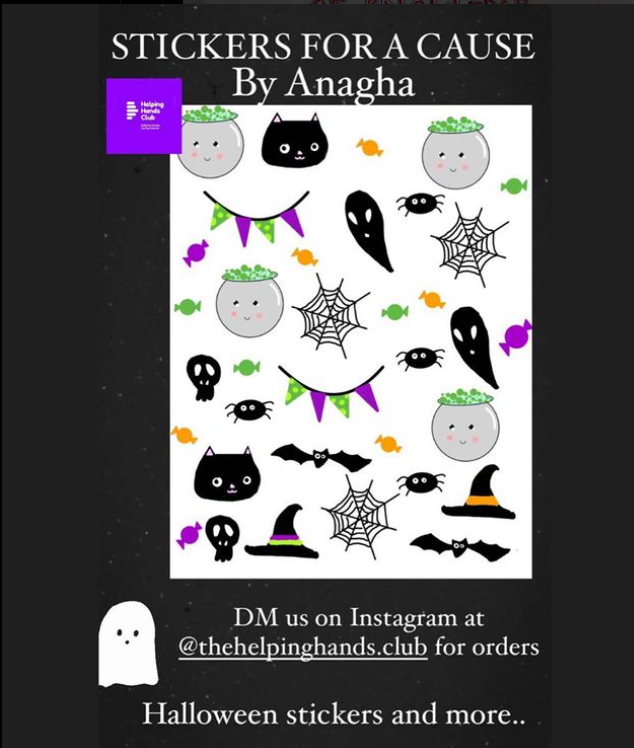 STICKERS FOR A CAUSE
By Anagha
Helping
Hands
Club
DM us on Instagram at
@thehelpinghands.club for orders
Halloween stickers and more..